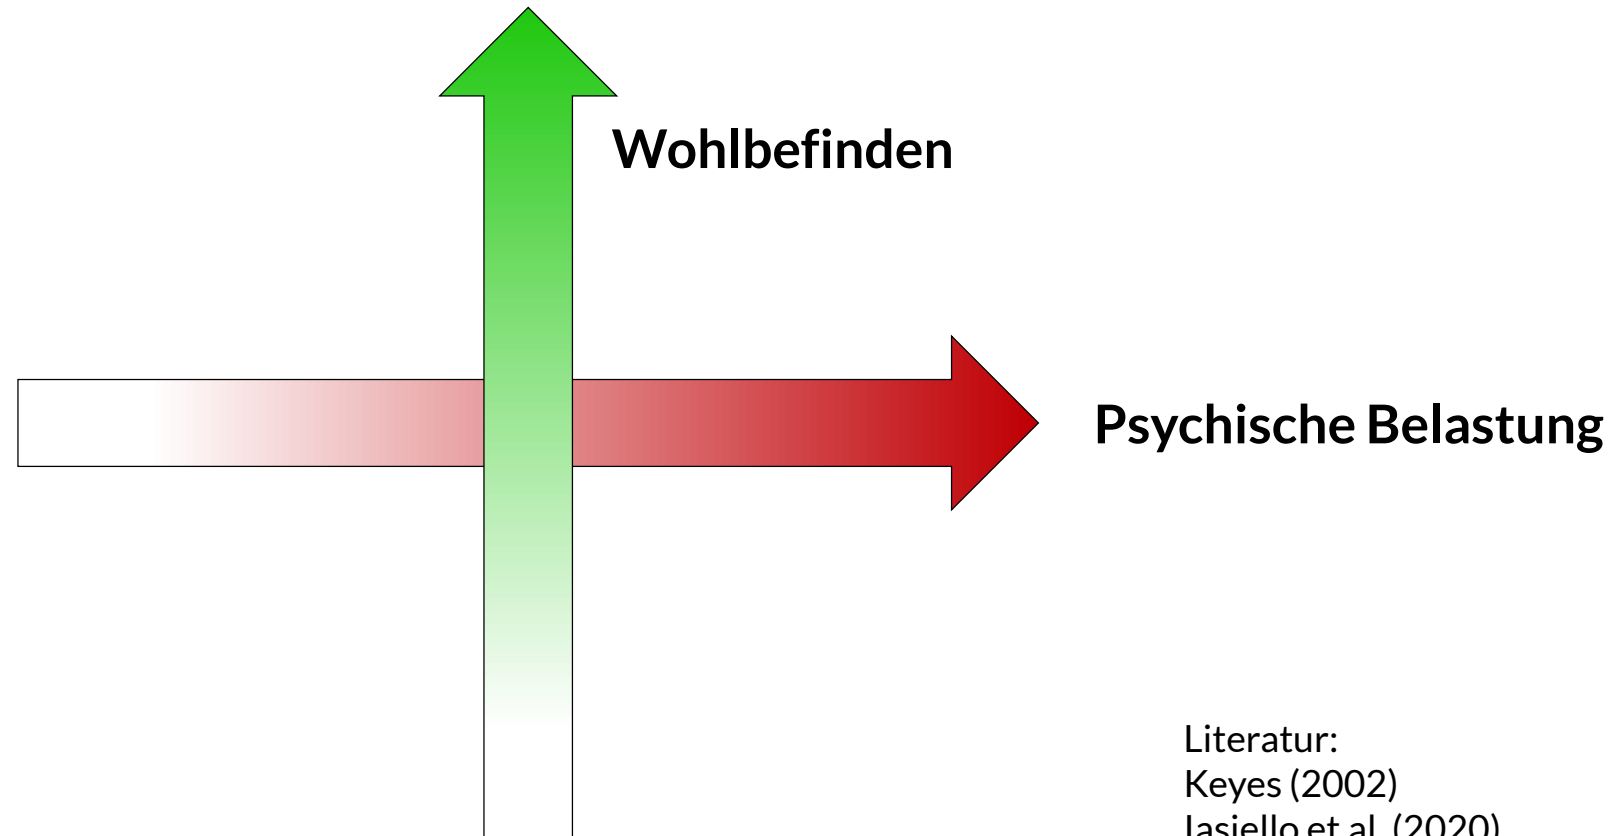 Wohlbefinden
Psychische Belastung
Literatur:
Keyes (2002)
Iasiello et al. (2020)